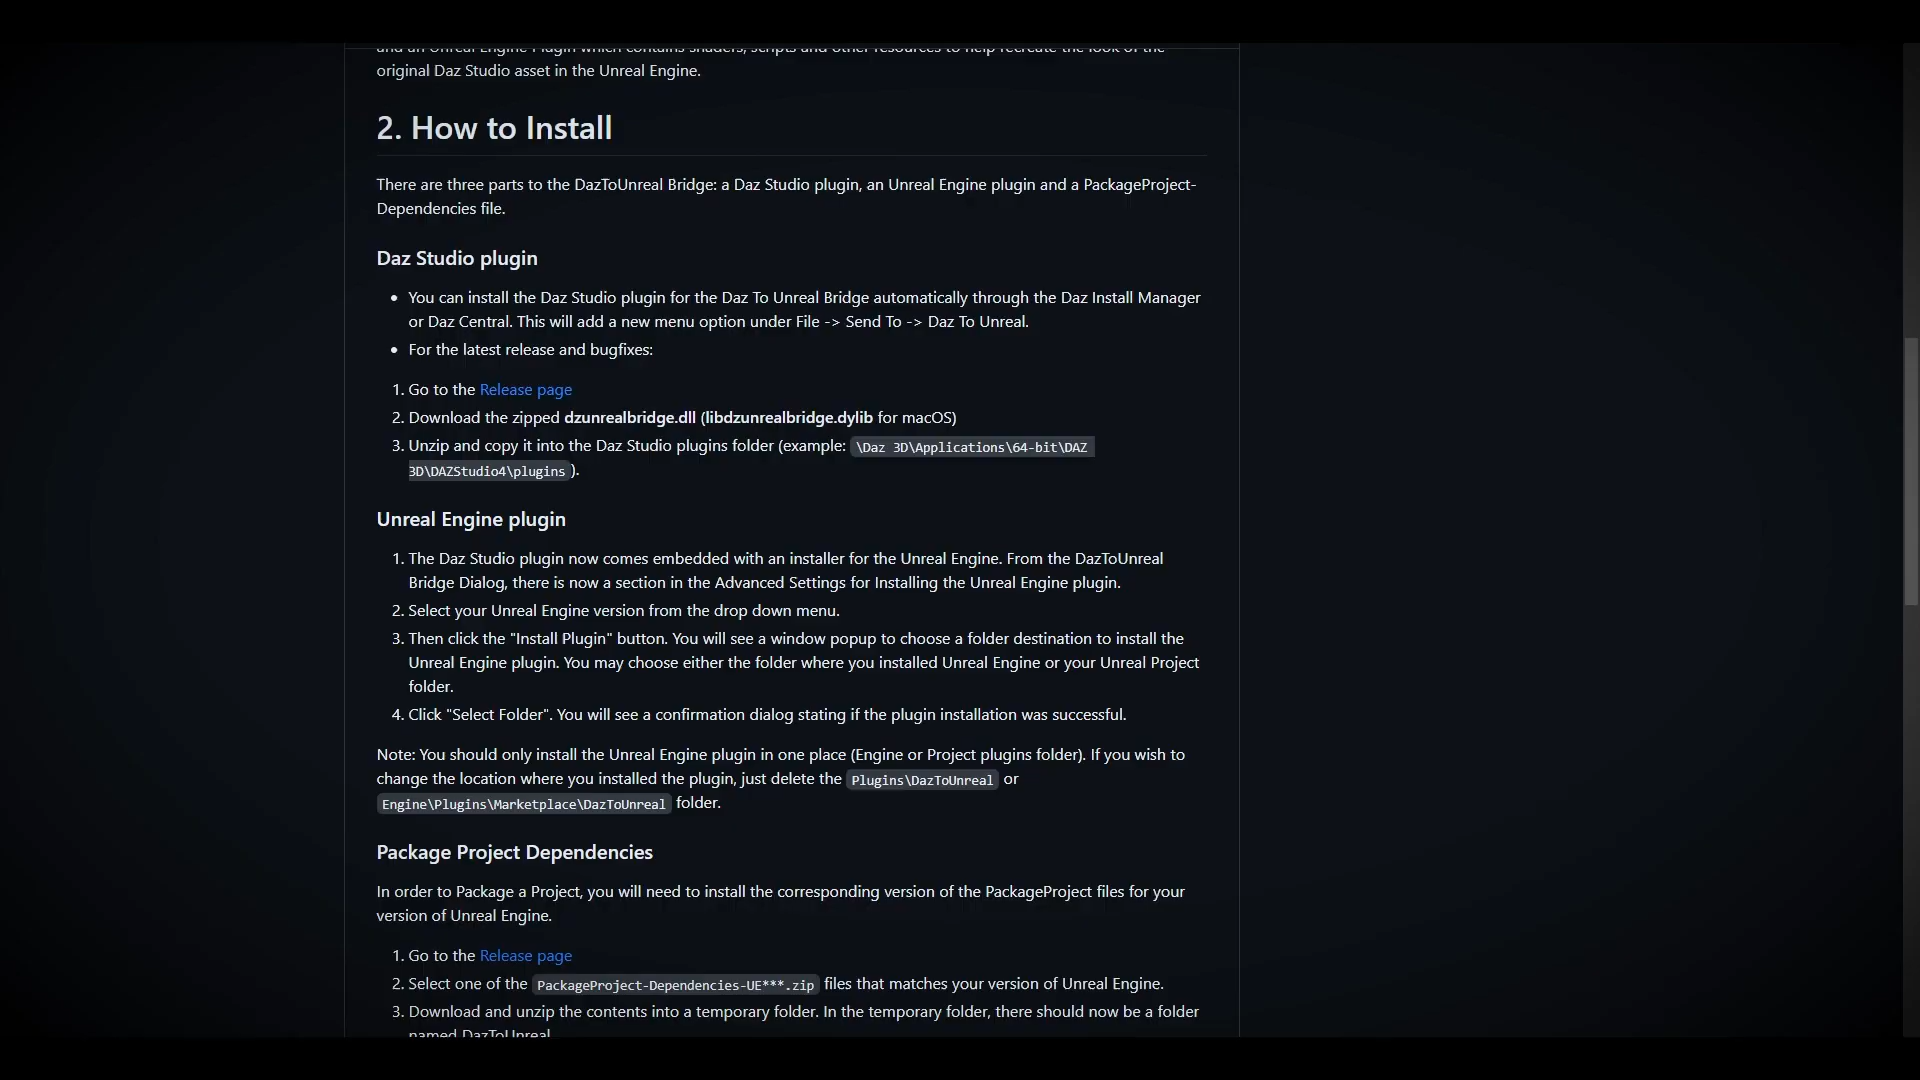 and an Unreal Engine Plugin which contains shaders, scripts and other resources to help recreate the look of the
original Daz Studio asset in the Unreal Engine.
2. How to Install
There are three parts to the DazToUnreal Bridge: a Daz Studio plugin, an Unreal Engine plugin and a PackageProject-
Dependencies file.
Daz Studio plugin
• You can install the Daz Studio plugin for the Daz To Unreal Bridge automatically through the Daz Install Manager
or Daz Central. This will add a new menu option under File -> Send To -> Daz To Unreal.
• For the latest release and bugfixes:
1. Go to the Release page
2. Download the zipped dzunrealbridge.dll (libdzunrealbridge.dylib for macOS)
3. Unzip and copy it into the Daz Studio plugins folder (example: \Daz 3D\Applications\64-bit\DAZ
3D\DAZStudio4\plugins).
Unreal Engine plugin
1. The Daz Studio plugin now comes embedded with an installer for the Unreal Engine. From the DazToUnreal
Bridge Dialog, there is now a section in the Advanced Settings for Installing the Unreal Engine plugin.
2. Select your Unreal Engine version from the drop down menu.
3. Then click the "Install Plugin" button. You will see a window popup to choose a folder destination to install the
Unreal Engine plugin. You may choose either the folder where you installed Unreal Engine or your Unreal Project
folder.
4. Click "Select Folder". You will see a confirmation dialog stating if the plugin installation was successful.
Note: You should only install the Unreal Engine plugin in one place (Engine or Project plugins folder). If you wish to
change the location where you installed the plugin, just delete the Plugins\DazToUnreal or
Engine\Plugins\Marketplace\DazToUnreal folder.
Package Project Dependencies
In order to Package a Project, you will need to install the corresponding version of the PackageProject files for your
version of Unreal Engine.
1. Go to the Release page
2. Select one of the PackageProject-Dependencies-UE***.zip files that matches your version of Unreal Engine.
3. Download and unzip the contents into a temporary folder. In the temporary folder, there should now be a folder
named DazToUnreal